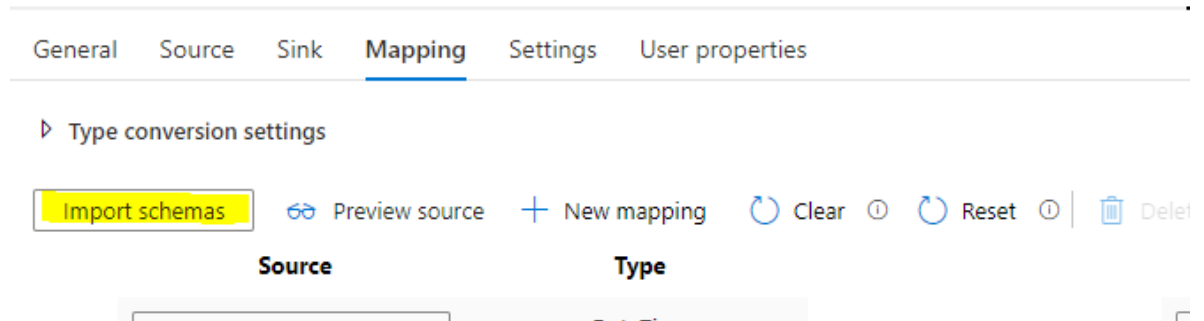 General Source Sink Mapping Settings User properties
Type conversion settings
Import schemas Preview source New mapping Clear Reset
Source Type